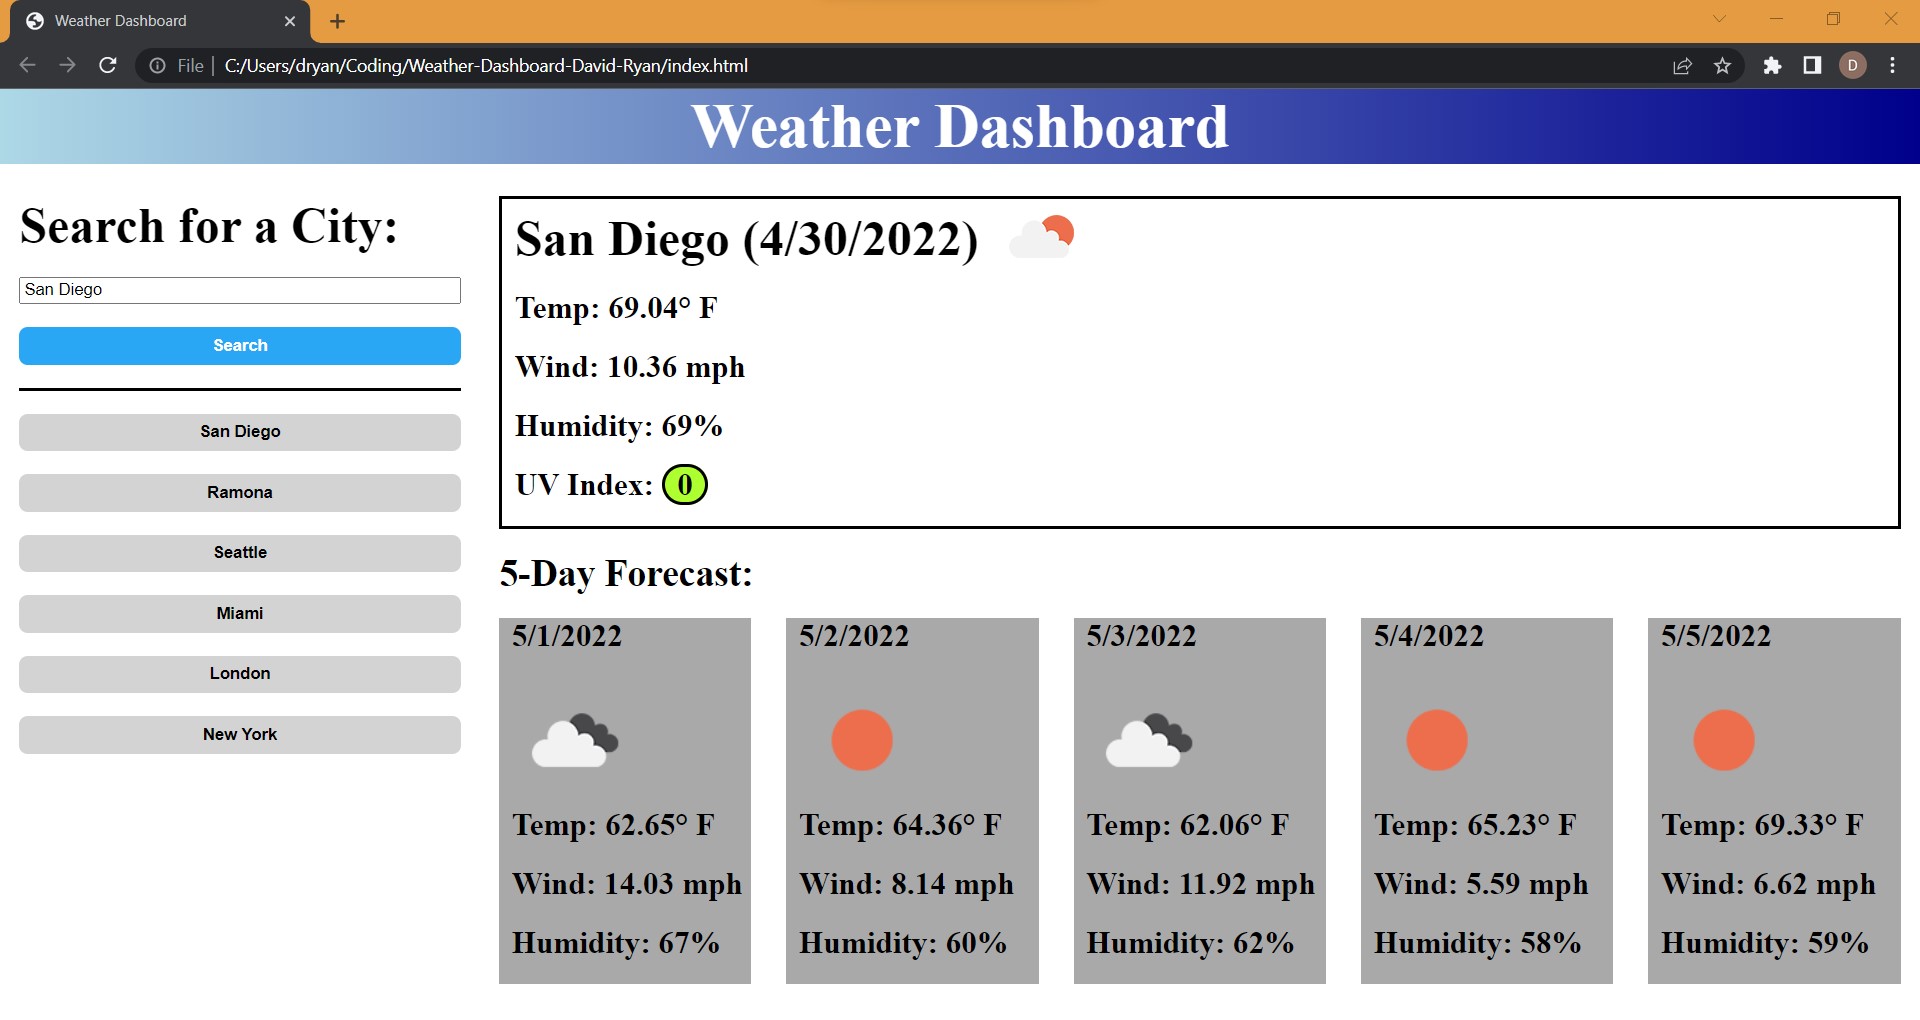 Weather Dashboard
File | C:/Users/dryan/Coding/Weather-Dashboard-David-Ryan/index.html
D
Weather Dashboard
Search for a City:
San Diego
Search
San Diego
Ramona
Seattle
Miami
London
New York
San Diego (4/30/2022)
Temp: 69.04° F
Wind: 10.36 mph
Humidity: 69%
UV Index: 0
5-Day Forecast:
5/1/2022
Temp: 62.65° F
Wind: 14.03 mph
Humidity: 67%
5/2/2022
Temp: 64.36° F
Wind: 8.14 mph
Humidity: 60%
5/3/2022
Temp: 62.06° F
Wind: 11.92 mph
Humidity: 62%
5/4/2022
Temp: 65.23° F
Wind: 5.59 mph
Humidity: 58%
5/5/2022
Temp: 69.33° F
Wind: 6.62 mph
Humidity: 59%